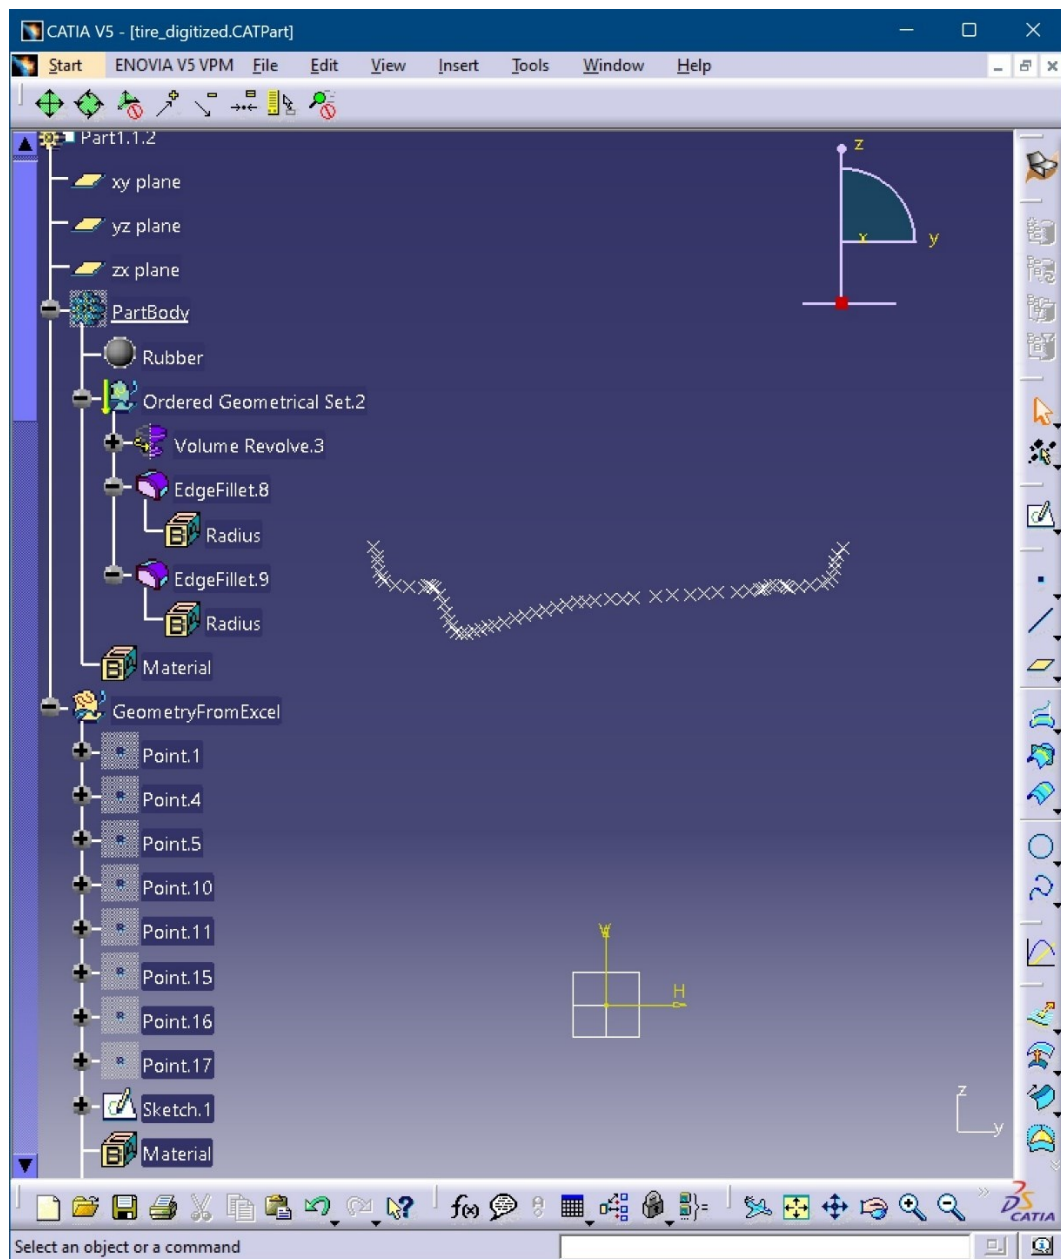 CATIA V5 - [tire_digitized.CATPart]
Start ENOVIA V5 VPM File Edit View Insert Tools Window Help
Part1.1.2
z
xy plane
yz plane
x y
zx plane
PartBody
Rubber
Ordered Geometrical Set.2
Volume Revolve.3
EdgeFillet.8
Radius
EdgeFillet.9
Radius
Material
GeometryFromExcel
Point.1
Point.4
Point.5
Point.10
Point.11
V
Point.15
H
Point.16
Point.17
Sketch.1
z
y
Material
f(x)
CATIA
Select an object or a command